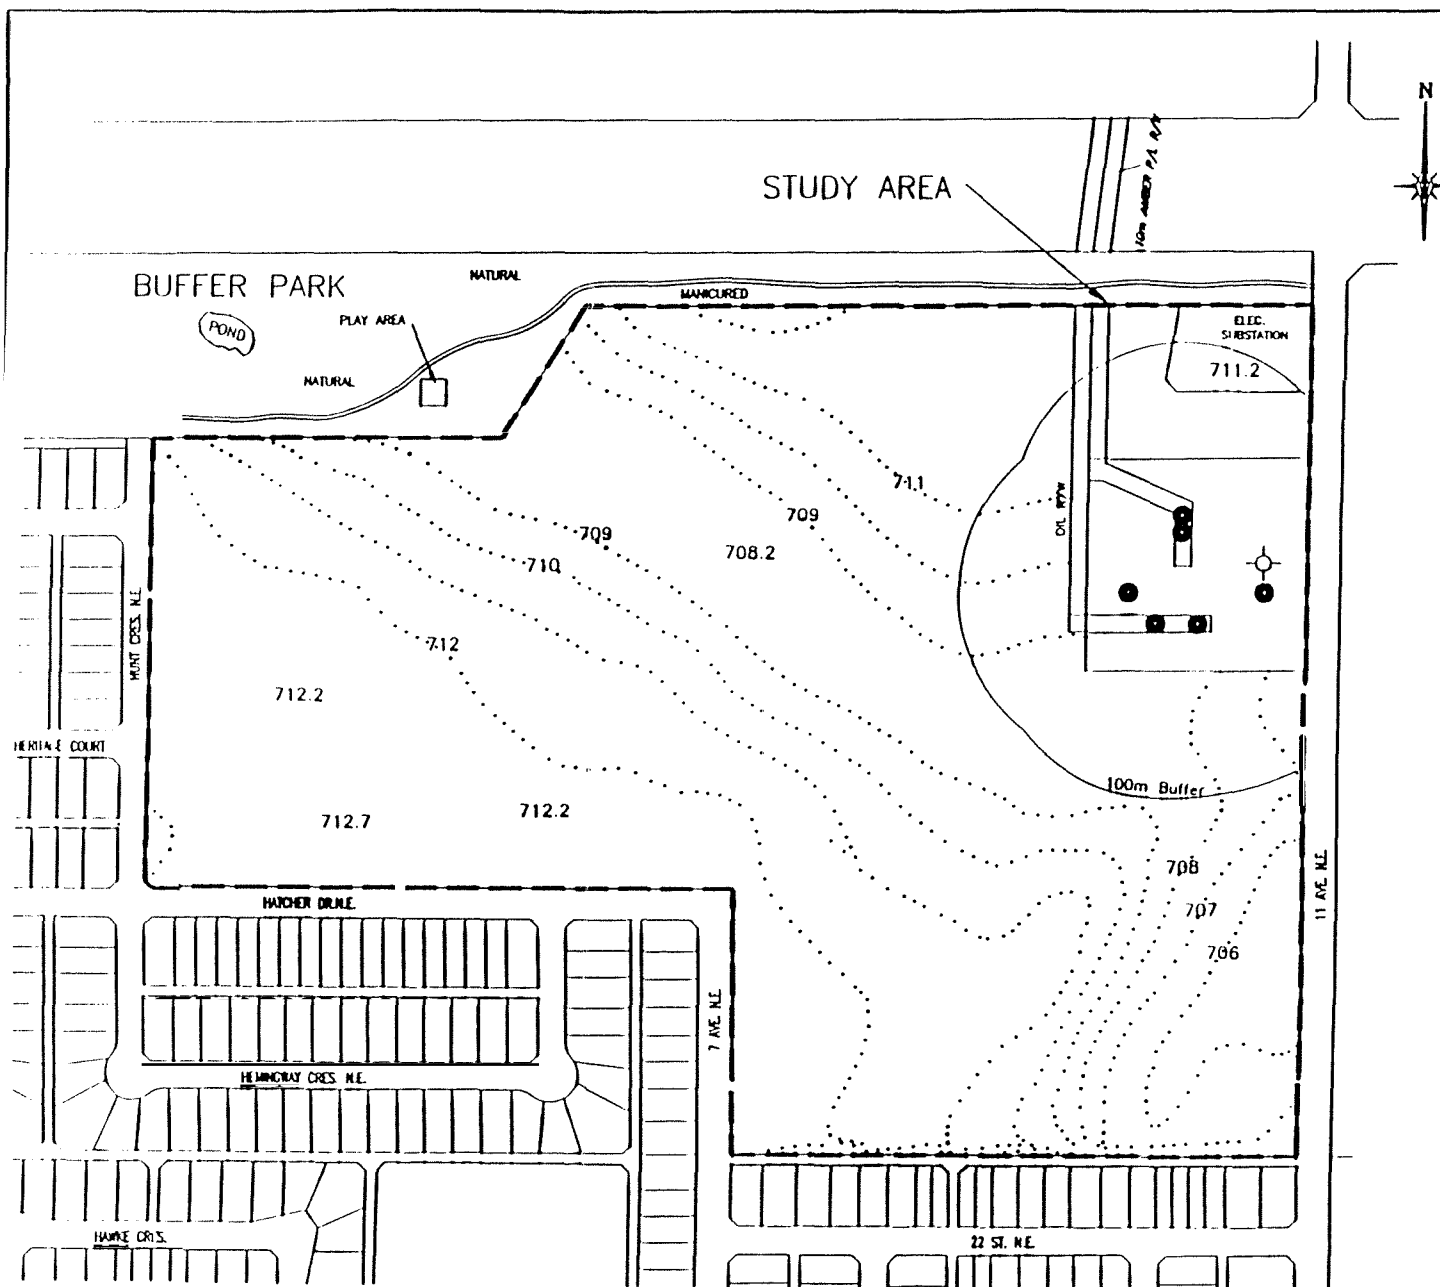 N
10m AMBER P/L R/W
STUDY AREA
BUFFER PARK
NATURAL
MANICURED
PLAY AREA
POND
ELEC.
SUBSTATION
711.2
NATURAL
711
709
709
708.2
710
712
712.2
HUNT CRES. N.E.
COURT
100m Buffer
712.7
712.2
708
707
706
11 AVE. N.E.
HATCHER DR.N.E.
7 AVE. N.E.
HEMINGWAY CRES. N.E.
HAWKE CRES.
22 ST. N.E.